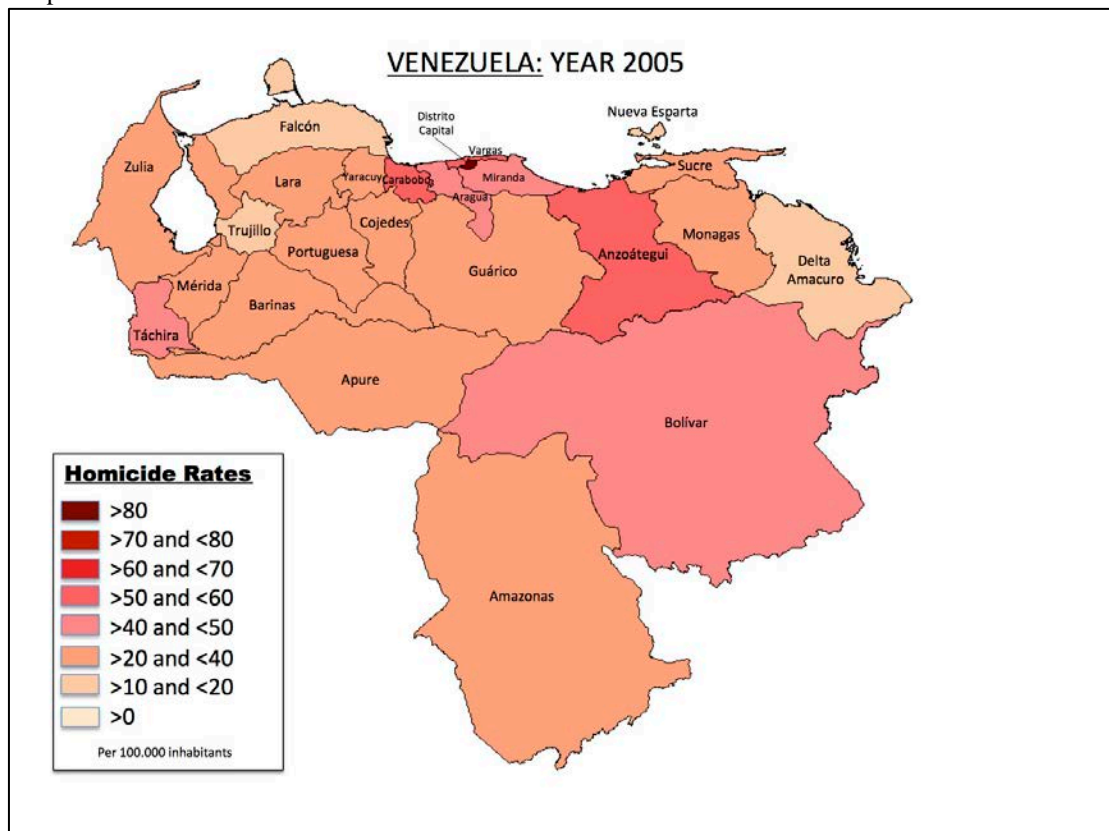 VENEZUELA: YEAR 2005
Nueva Esparta
Distrito
Capital
Vargas
Falcón
Zulia
Lara
Yaracuy
Carabobo
Miranda
Aragua
Sucre
Trujillo
Cojedes
Portuguesa
Guárico
Anzoátegui
Monagas
Delta
Amacuro
Mérida
Barinas
Táchira
Apure
Bolívar
Amazonas
Homicide Rates
>80
>70 and <80
>60 and <70
>50 and <60
>40 and <50
>20 and <40
>10 and <20
>0
Per 100.000 inhabitants